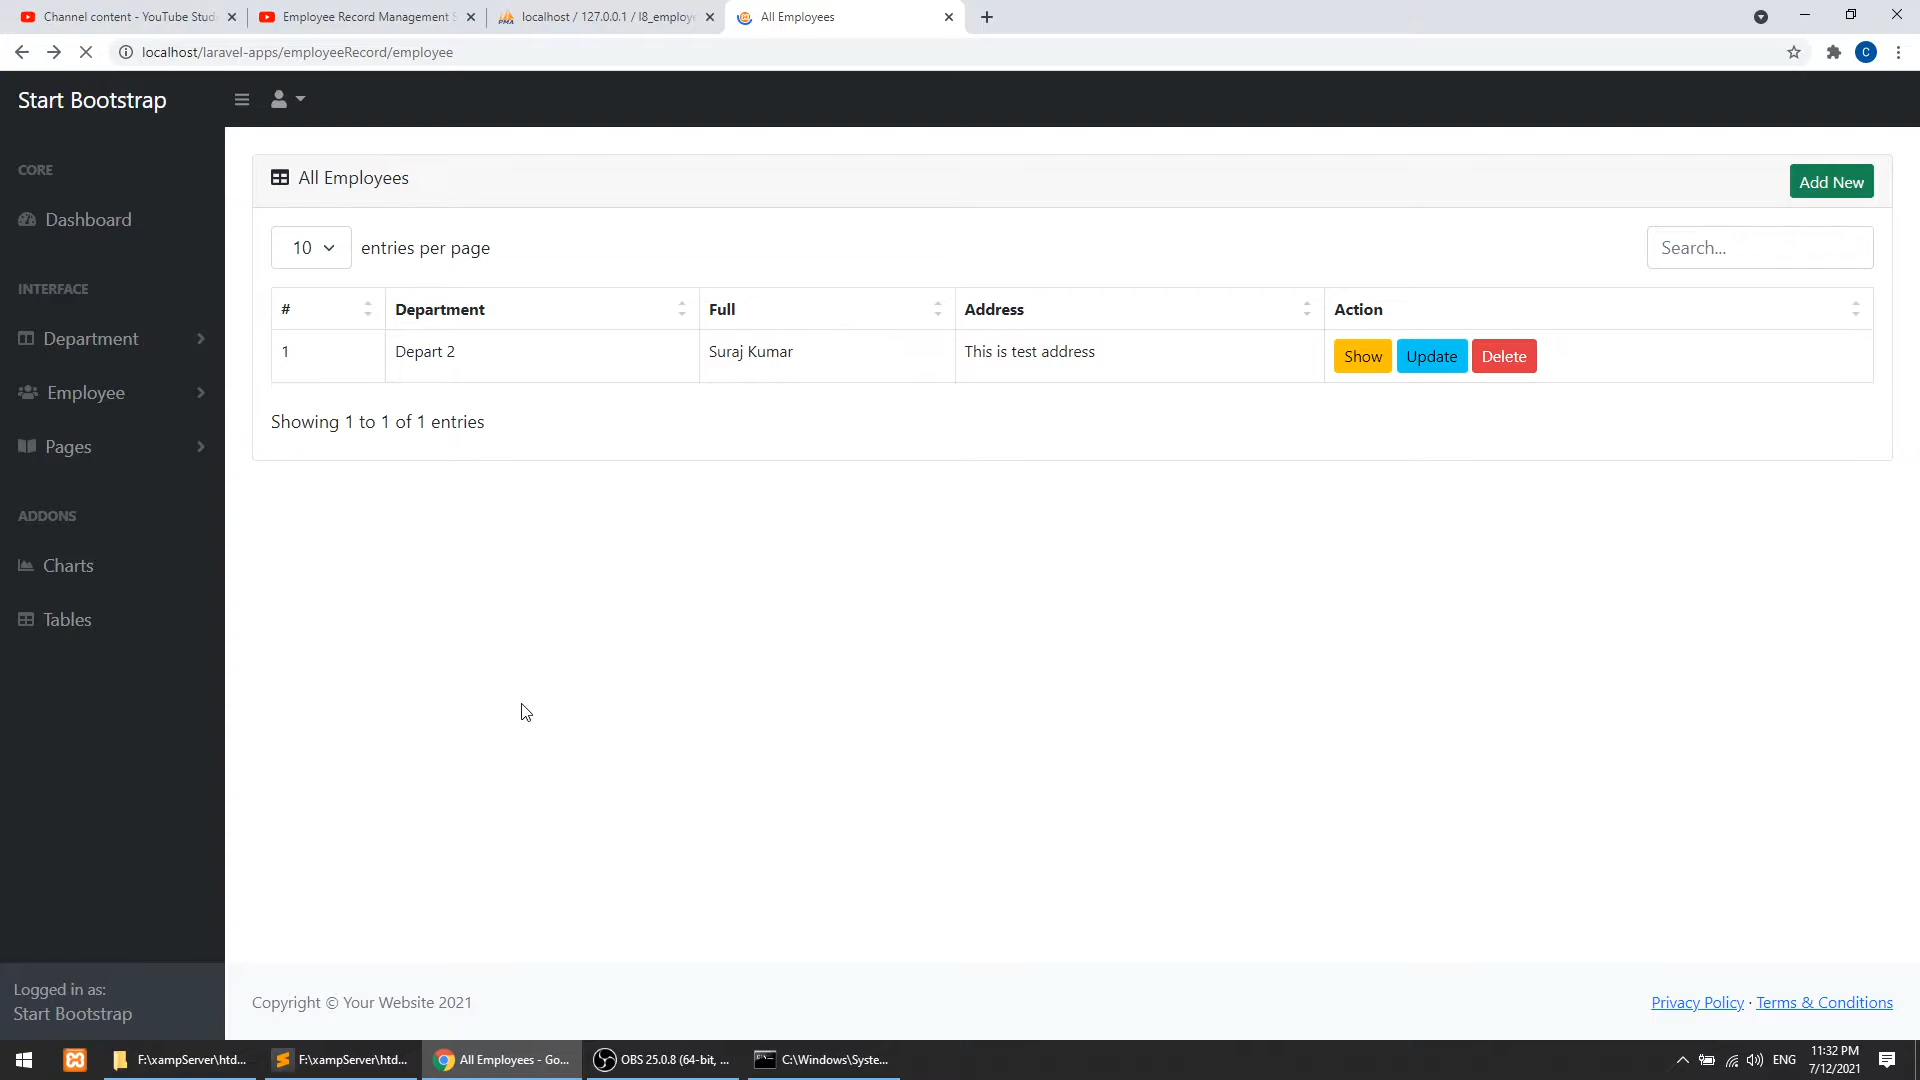 Channel content - YouTube Stud
Employee Record Management S
localhost / 127.0.0.1 / l8_employe
All Employees
localhost/laravel-apps/employeeRecord/employee
C
Start Bootstrap
CORE
Dashboard
INTERFACE
Department
Employee
Pages
ADDONS
Charts
Tables
Logged in as:
Start Bootstrap
All Employees
Add New
10 entries per page
Search...
# Department Full Address Action
1 Depart 2 Suraj Kumar This is test address Show Update Delete
Showing 1 to 1 of 1 entries
Copyright © Your Website 2021
Privacy Policy · Terms & Conditions
F:\xampServer\htd...
F:\xampServer\htd...
All Employees - Go...
OBS 25.0.8 (64-bit, ...
C:\Windows\Syste...
ENG
11:32 PM
7/12/2021